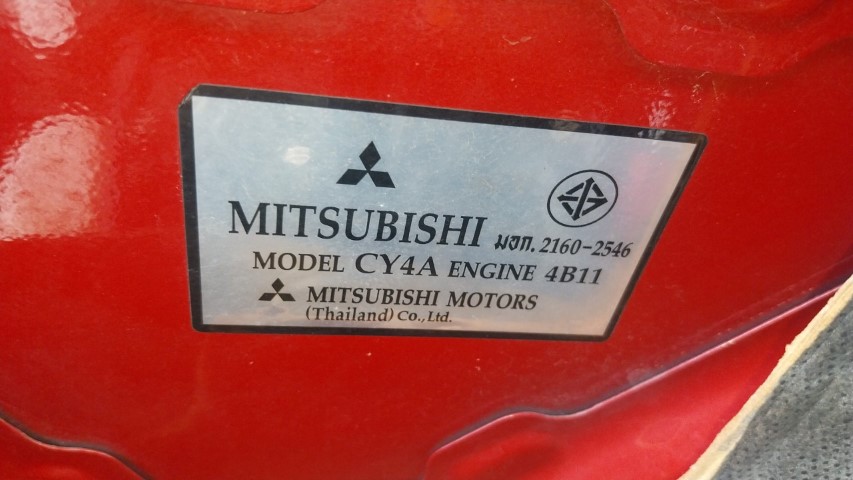 MITSUBISHI มอก. 2160-2546
MODEL CY4A ENGINE 4B11
MITSUBISHI MOTORS
(Thailand) Co., Ltd.